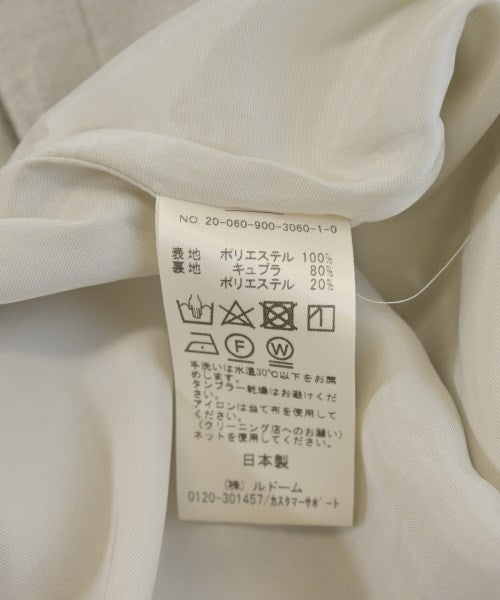 NO. 20-060-900-3060-1-0
表地 ポリエステル 100%
裏地 キュプラ 80%
ポリエステル 20%
F W
手洗いは水温30℃以下をお薦
めします。
タンブラー乾燥はお避けくだ
さい。
アイロンは当て布を使用して
ください。
〈クリーニング店へのお願い〉
ネットを使用してください。
日本製
(株) ルドーム
0120-301457/カスタマーサポート